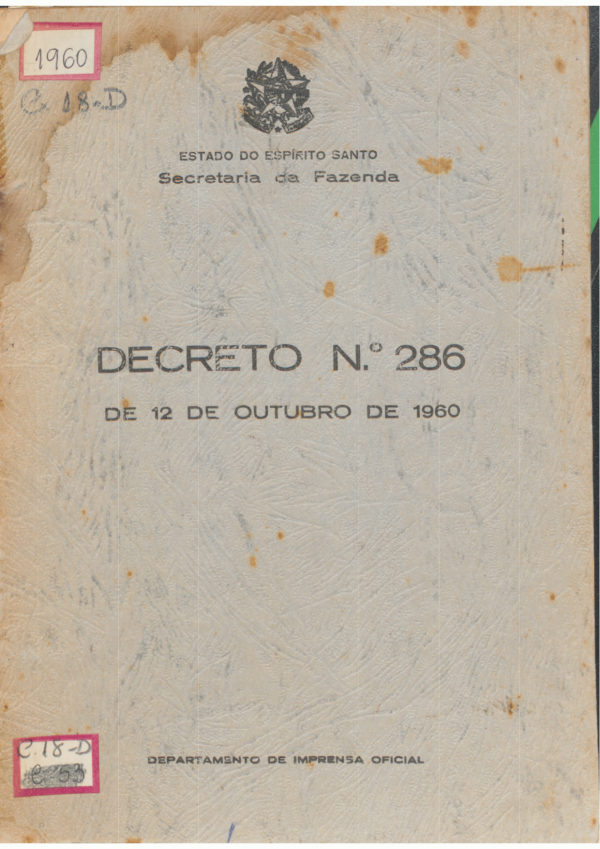 1960
C. 18-D
ESTADO DO ESPÍRITO SANTO
Secretaria da Fazenda
DECRETO N.º 286
DE 12 DE OUTUBRO DE 1960
C.18-D
DEPARTAMENTO DE IMPRENSA OFICIAL